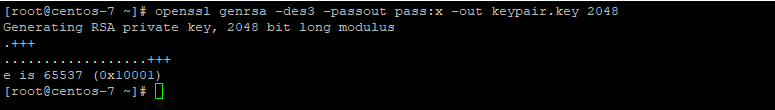 [root@centos-7 ~]# openssl genrsa -des3 -passout pass:x -out keypair.key 2048
Generating RSA private key, 2048 bit long modulus
.+++
..................+++
e is 65537 (0x10001)
[root@centos-7 ~]#